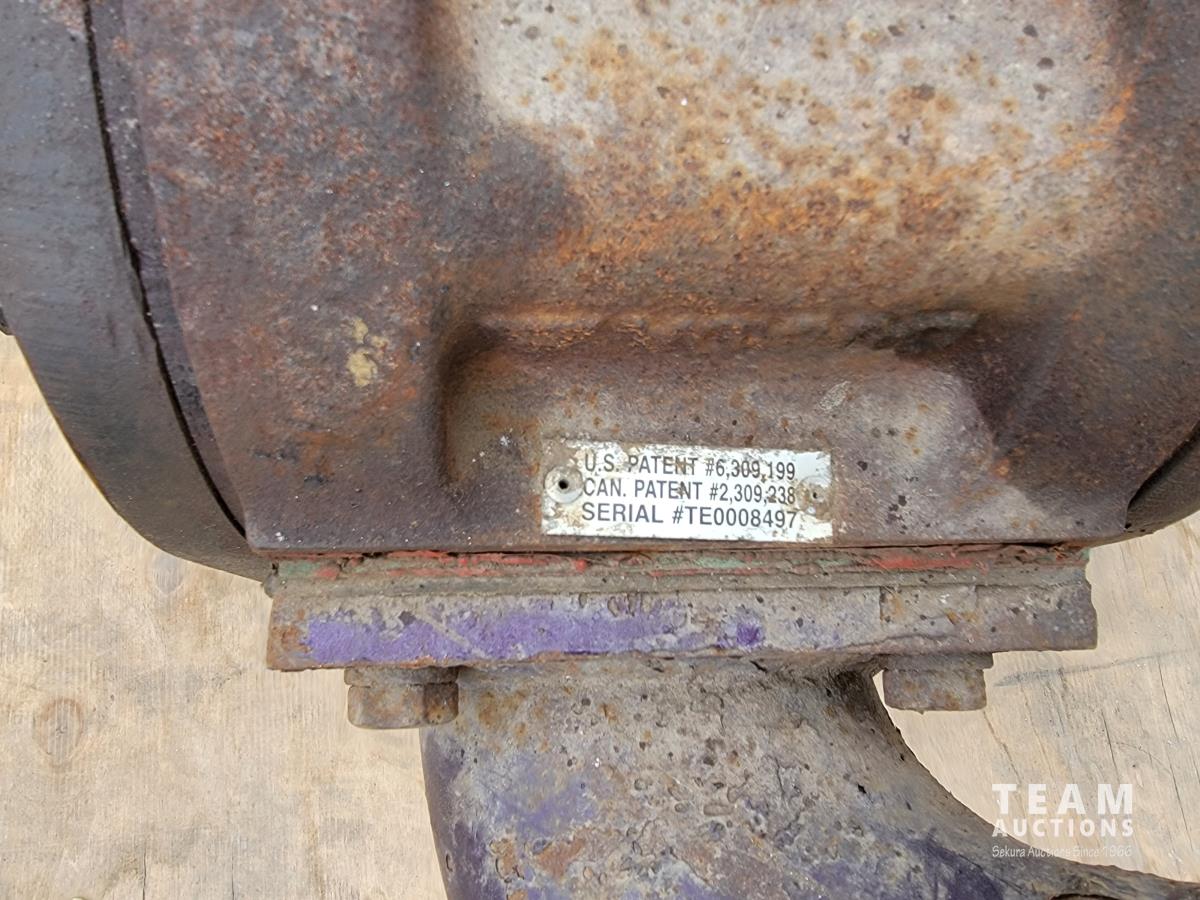 U.S. PATENT #6,309,199
CAN. PATENT #2,309,238
SERIAL #TE0008497
TEAM
AUCTIONS
Sekura Auctions Since 1966